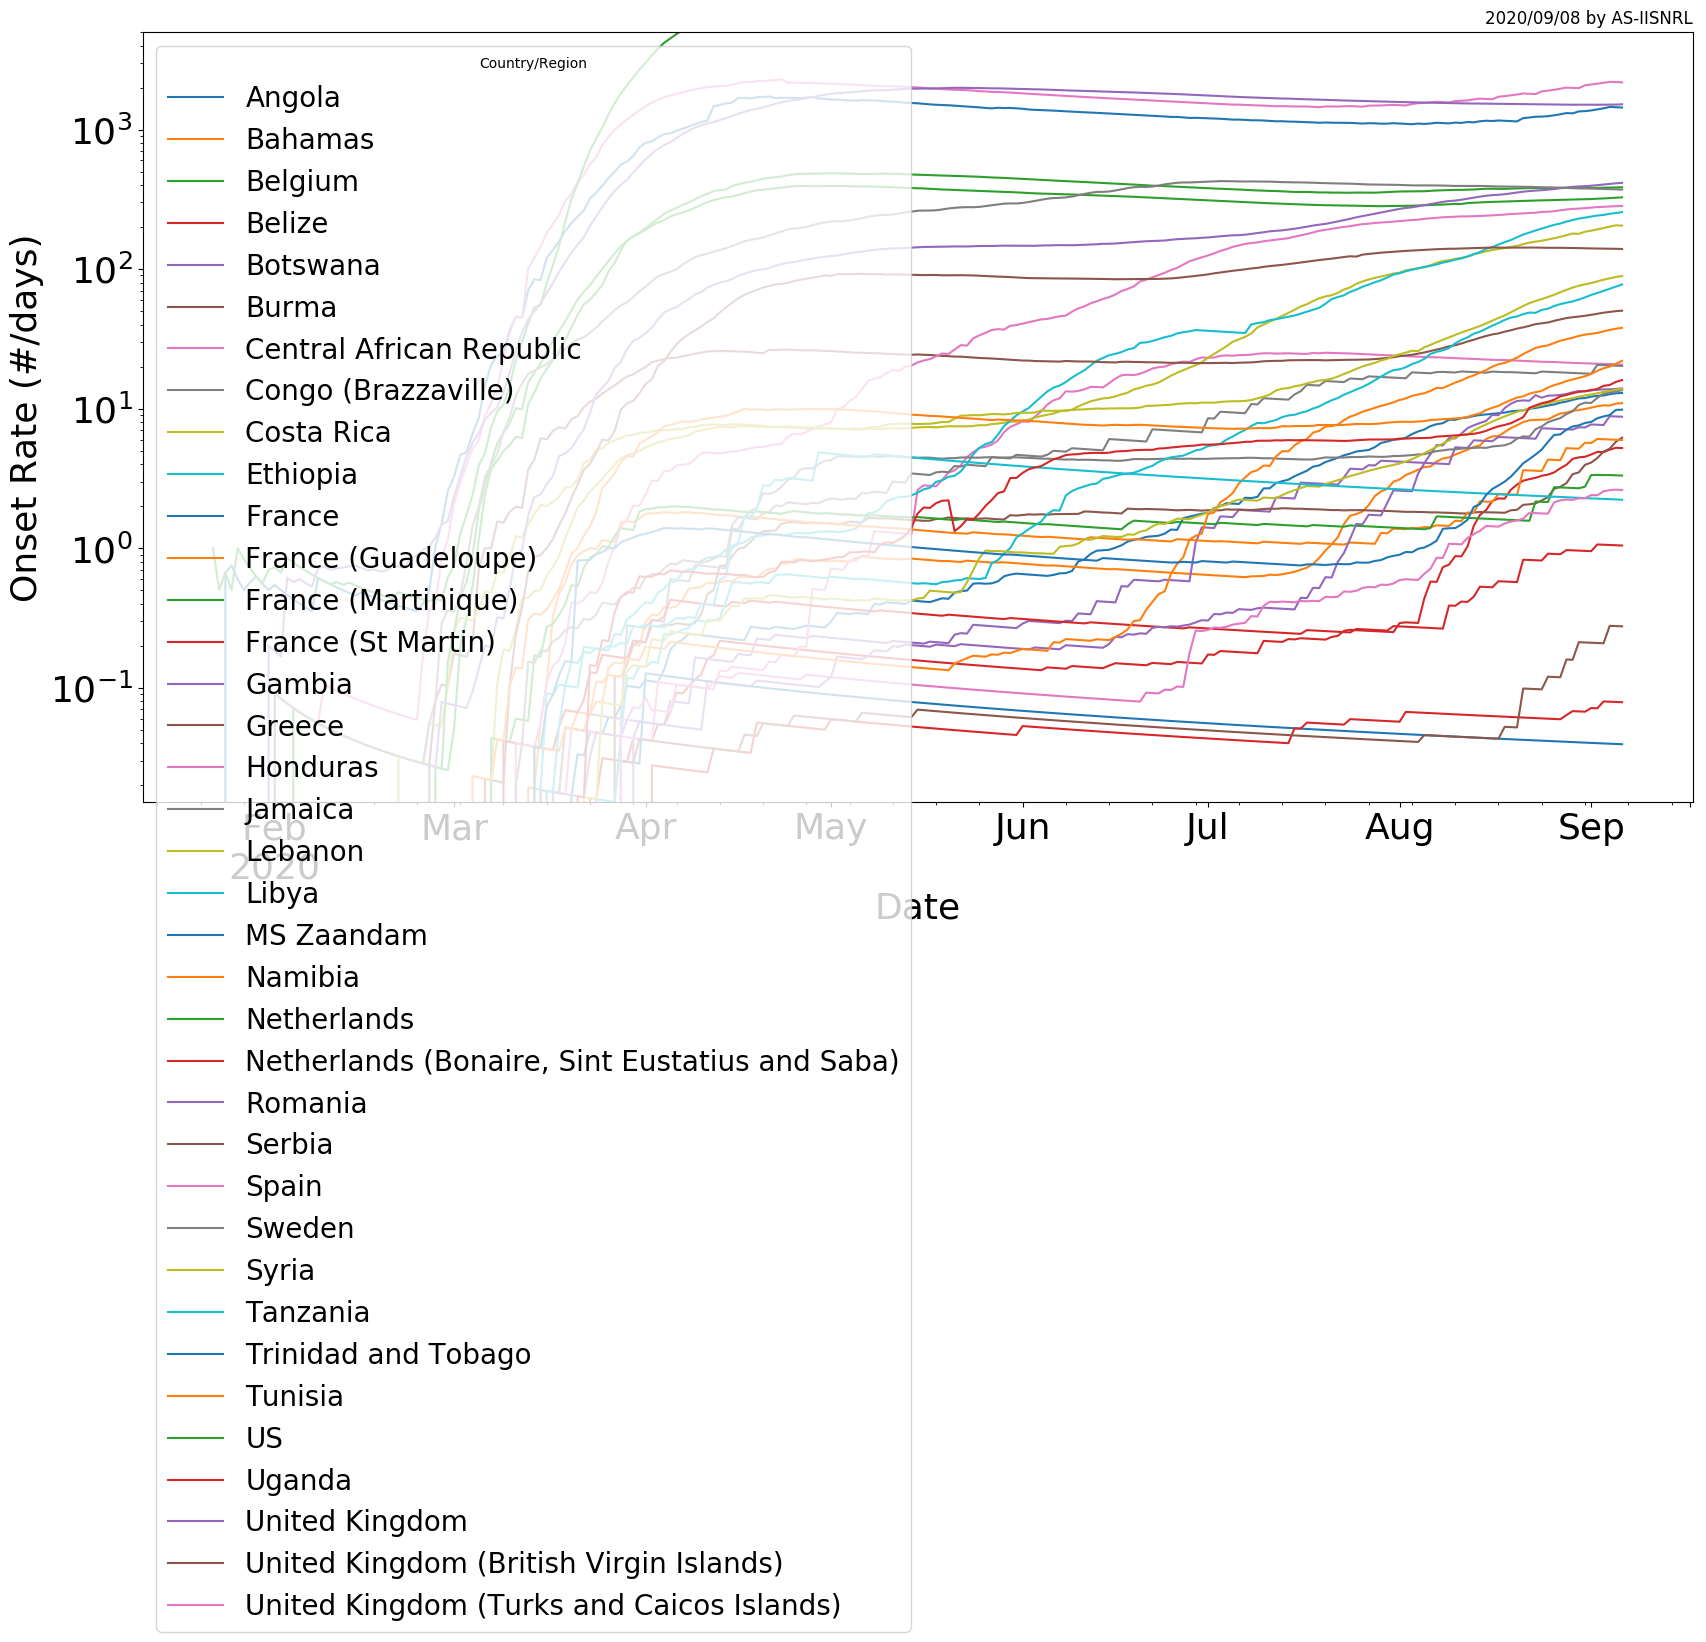 2020/09/08 by AS-IISNRL
Onset Rate (#/days)
10³
10²
10¹
10⁰
10⁻¹
Country/Region
Angola
Bahamas
Belgium
Belize
Botswana
Burma
Central African Republic
Congo (Brazzaville)
Costa Rica
Ethiopia
France
France (Guadeloupe)
France (Martinique)
France (St Martin)
Gambia
Greece
Honduras
Jamaica
Lebanon
Libya
MS Zaandam
Namibia
Netherlands
Netherlands (Bonaire, Sint Eustatius and Saba)
Romania
Serbia
Spain
Sweden
Syria
Tanzania
Trinidad and Tobago
Tunisia
US
Uganda
United Kingdom
United Kingdom (British Virgin Islands)
United Kingdom (Turks and Caicos Islands)
Feb Mar Apr May Jun Jul Aug Sep
2020
Date